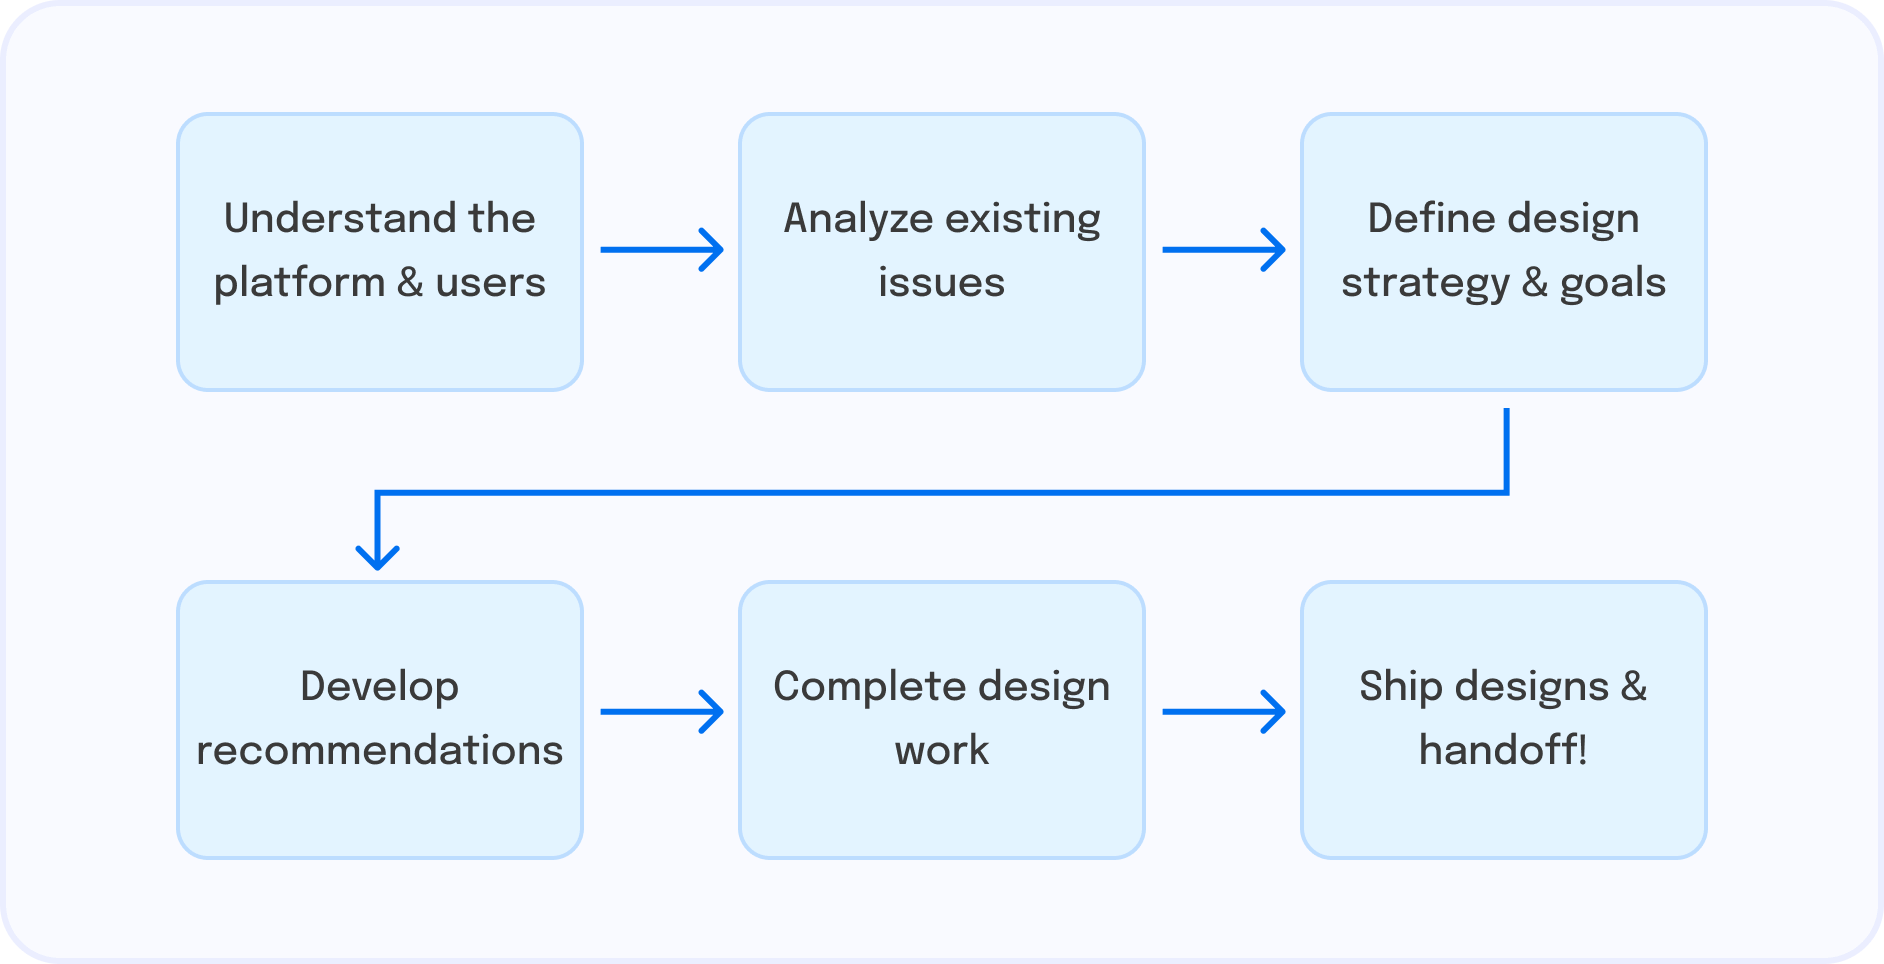 Understand the
platform & users
Analyze existing
issues
Define design
strategy & goals
Develop
recommendations
Complete design
work
Ship designs &
handoff!